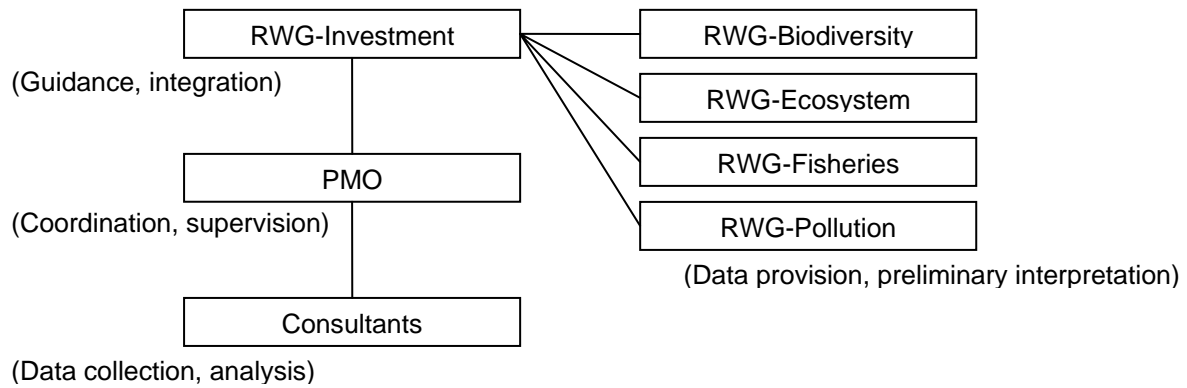 RWG-Investment
(Guidance, integration)
PMO
(Coordination, supervision)
Consultants
(Data collection, analysis)
RWG-Biodiversity
RWG-Ecosystem
RWG-Fisheries
RWG-Pollution
(Data provision, preliminary interpretation)